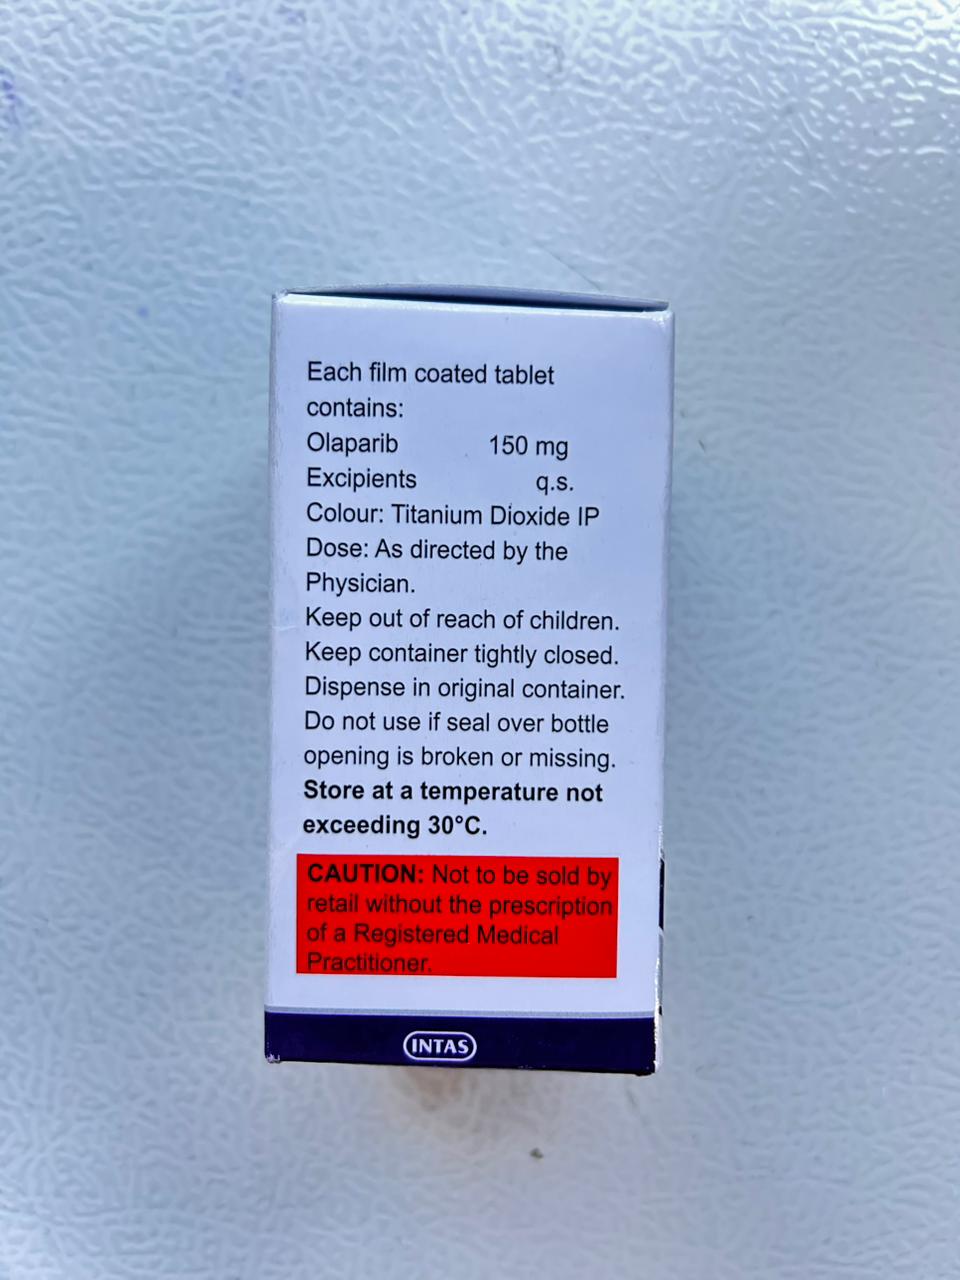 Each film coated tablet
contains:
Olaparib 150 mg
Excipients q.s.
Colour: Titanium Dioxide IP
Dose: As directed by the
Physician.
Keep out of reach of children.
Keep container tightly closed.
Dispense in original container.
Do not use if seal over bottle
opening is broken or missing.
Store at a temperature not
exceeding 30°C.
CAUTION: Not to be sold by
retail without the prescription
of a Registered Medical
Practitioner.
INTAS